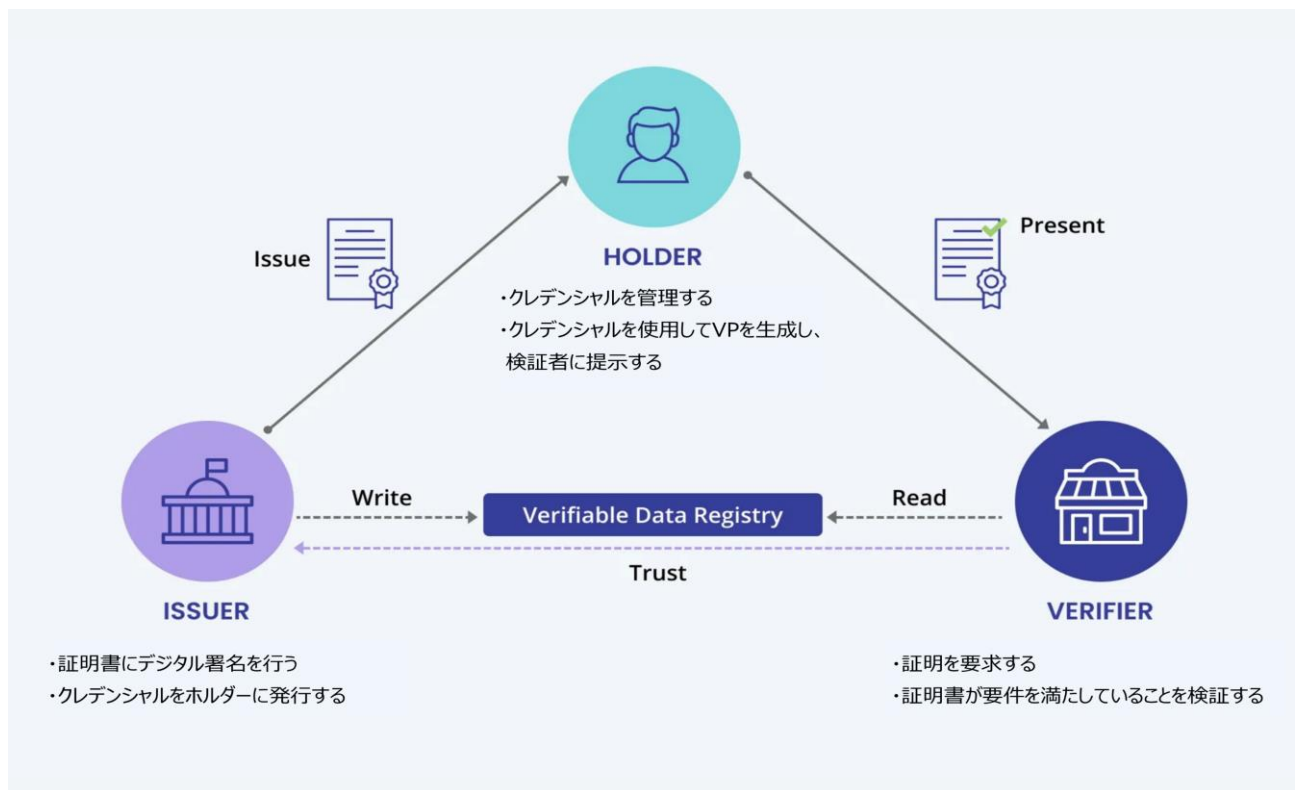 Issue
Present
HOLDER
・クレデンシャルを管理する
・クレデンシャルを使用してVPを生成し、
検証者に提示する
Write
Verifiable Data Registry
Read
Trust
ISSUER
・証明書にデジタル署名を行う
・クレデンシャルをホルダーに発行する
VERIFIER
・証明を要求する
・証明書が要件を満たしていることを検証する